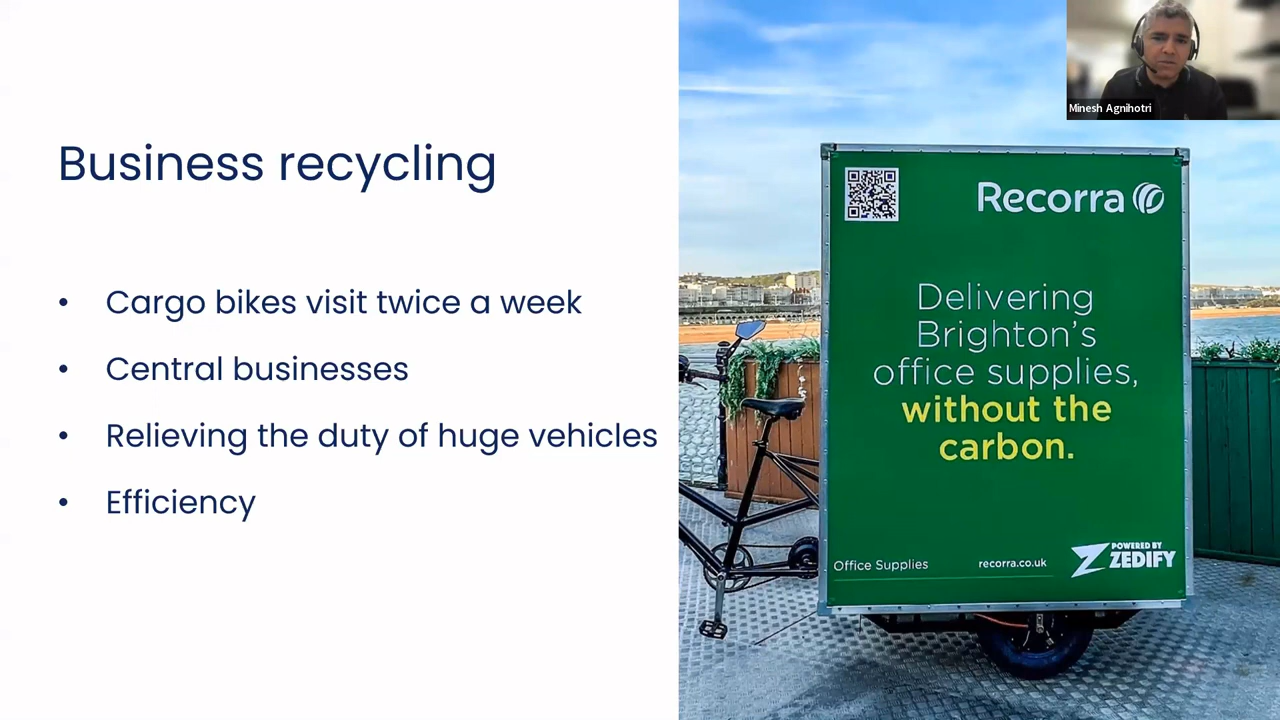 Business recycling
• Cargo bikes visit twice a week
• Central businesses
• Relieving the duty of huge vehicles
• Efficiency
Minesh Agnihotri
Recorra
Delivering
Brighton's
office supplies,
without the
carbon.
Office Supplies
recorra.co.uk
POWERED BY
ZEDIFY